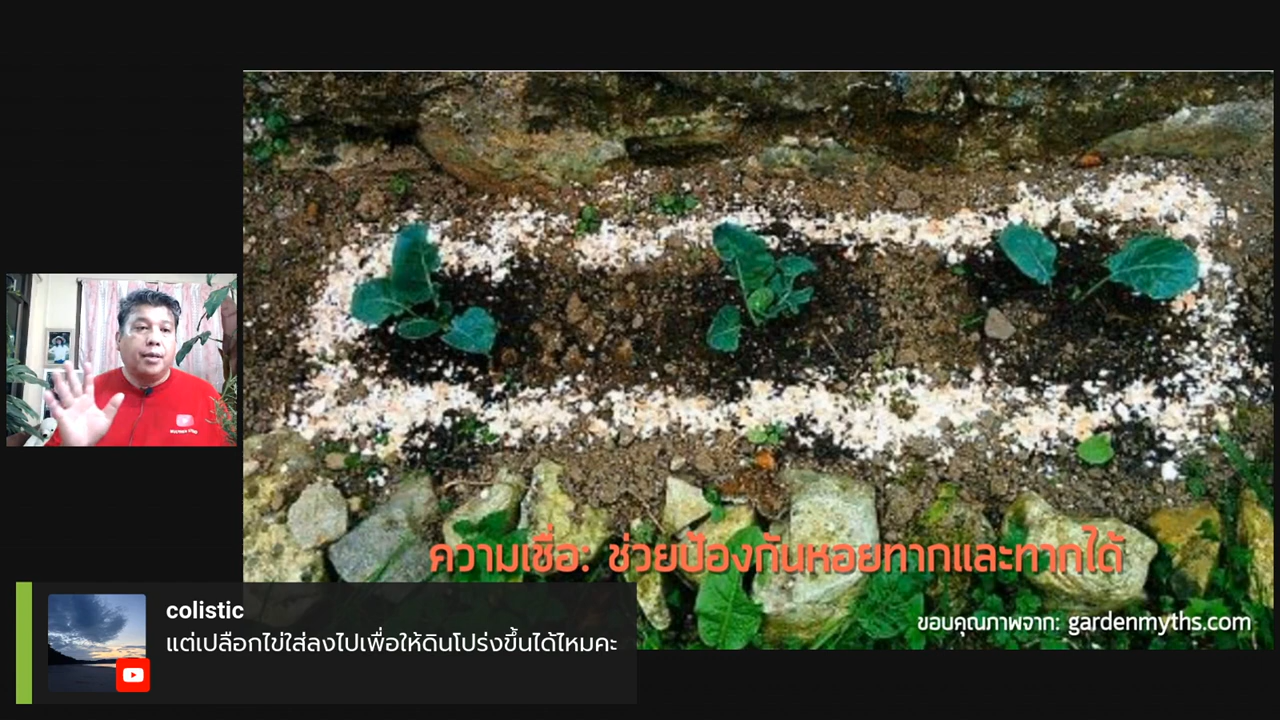 ความเชื่อ: ช่วยป้องกันหอยทากและทากได้
ขอบคุณภาพจาก: gardenmyths.com
colistic
แต่เปลือกไข่ใส่ลงไปเพื่อให้ดินโปร่งขึ้นได้ไหมคะ